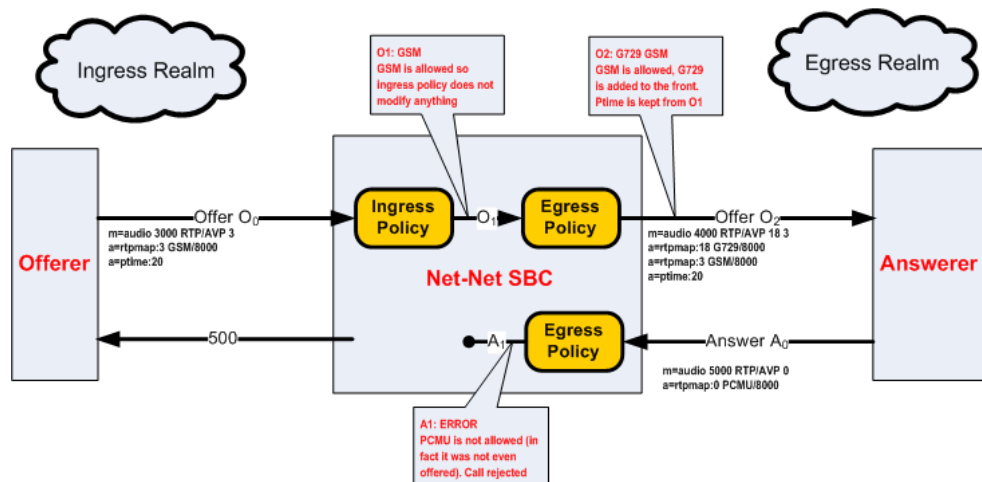 Ingress Realm
Egress Realm
O1: GSM
GSM is allowed so
ingress policy does not
modify anything
O2: G729 GSM
GSM is allowed, G729
is added to the front.
Ptime is kept from O1
Offerer
Offer O0
m=audio 3000 RTP/AVP 3
a=rtpmap:3 GSM/8000
a=ptime:20
Ingress
Policy
O1
Egress
Policy
Net-Net SBC
Offer O2
m=audio 4000 RTP/AVP 18 3
a=rtpmap:18 G729/8000
a=rtpmap:3 GSM/8000
a=ptime:20
Answerer
500
A1
Egress
Policy
Answer A0
m=audio 5000 RTP/AVP 0
a=rtpmap:0 PCMU/8000
A1: ERROR
PCMU is not allowed (in
fact it was not even
offered). Call rejected